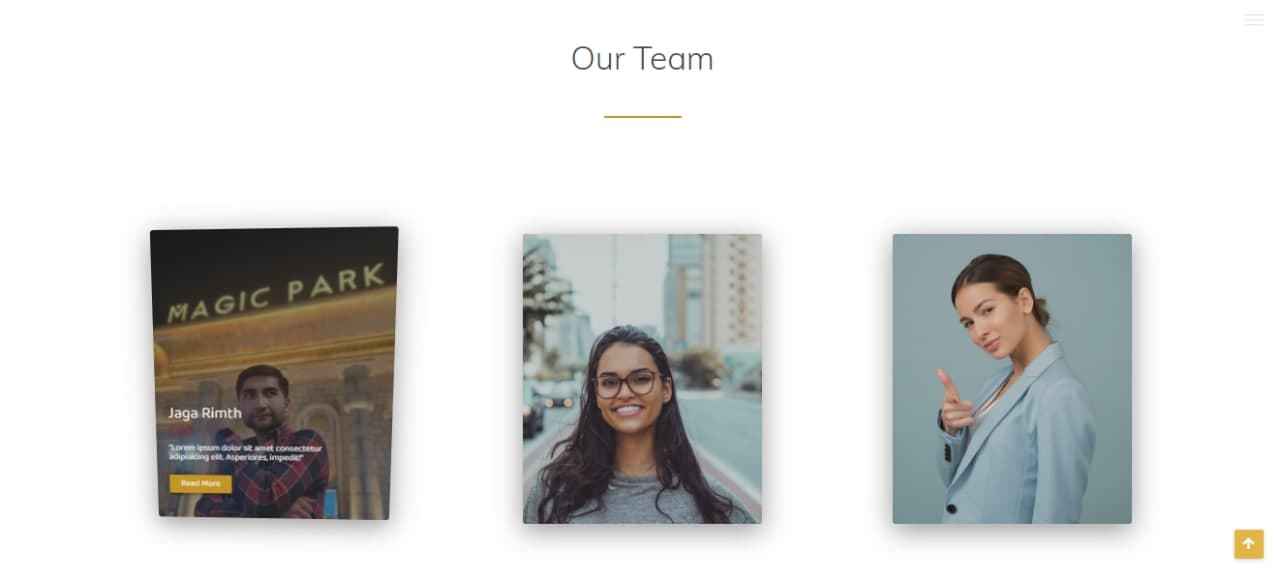 Our Team
MAGIC PARK
Jaga Rimth
"Lorem ipsum dolor sit amet consectetur
adipisicing elit. Asperiores, impedit!"
Read More